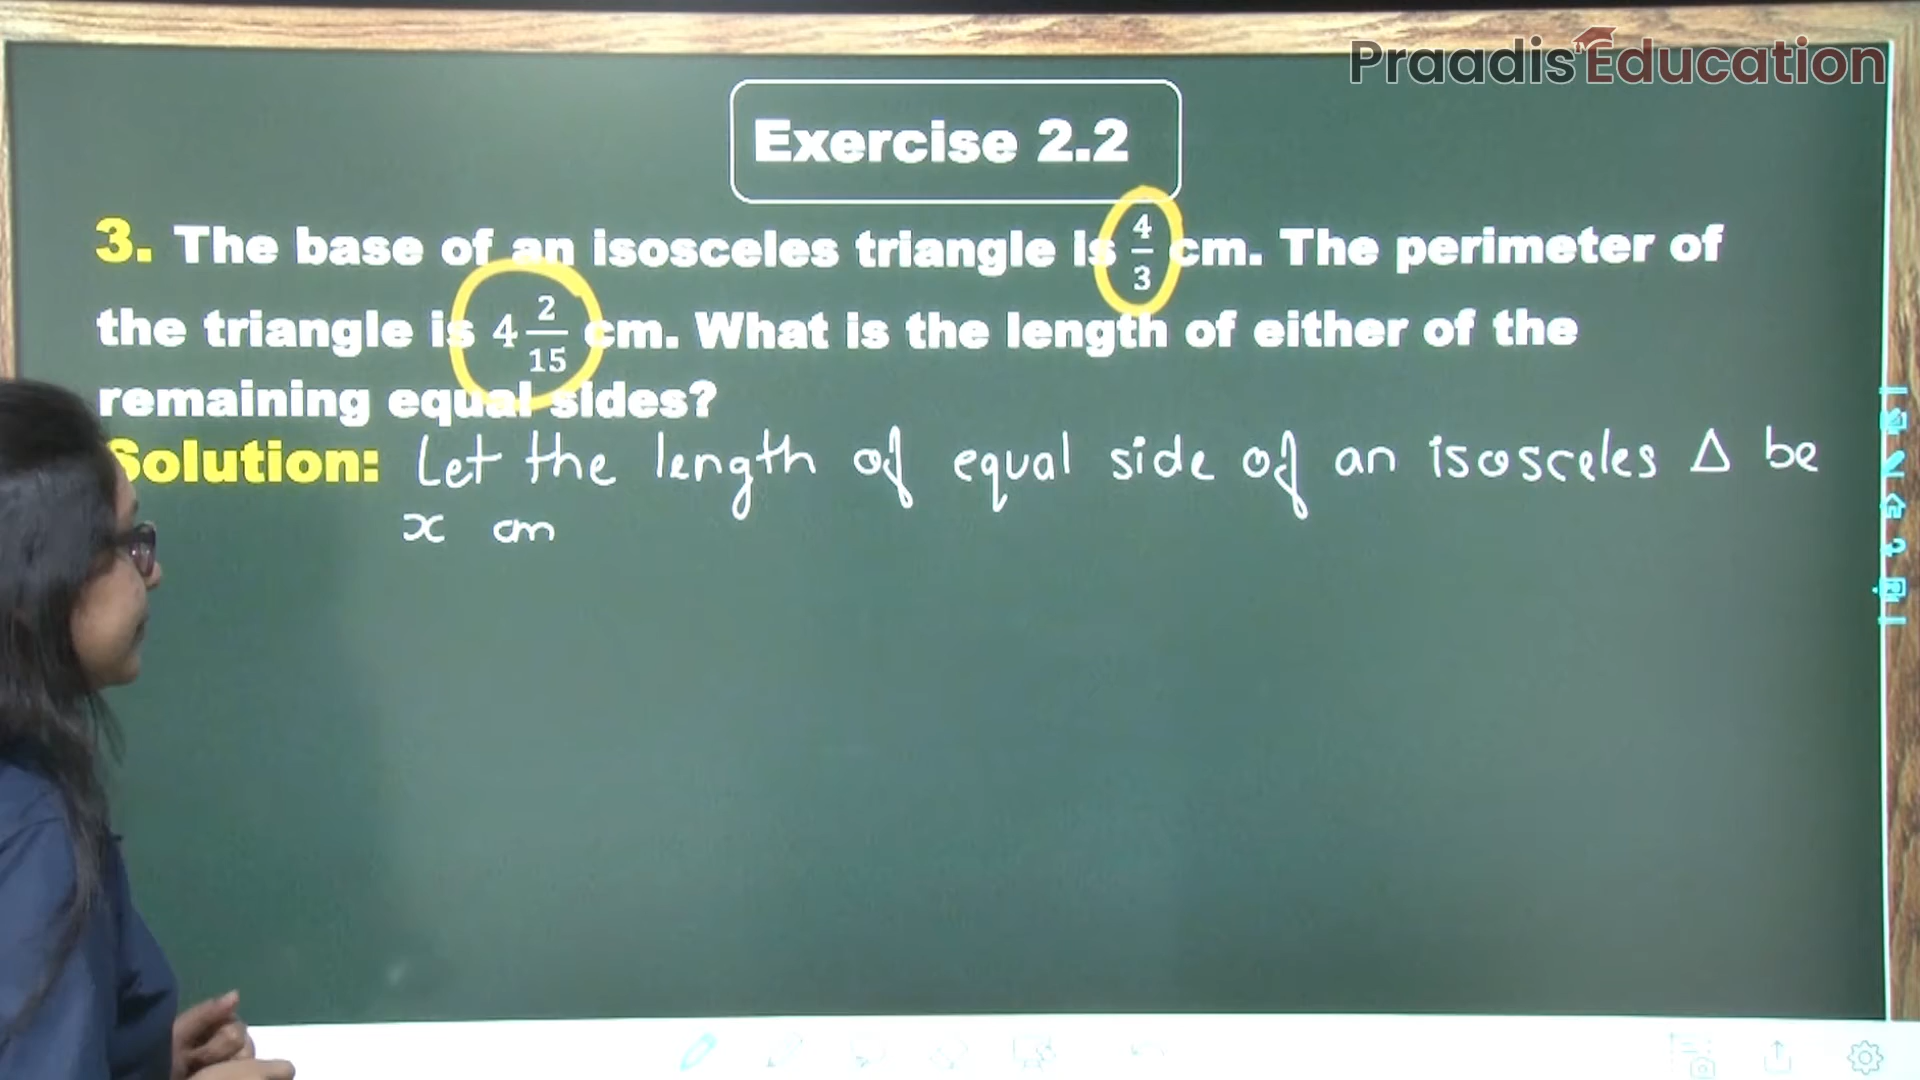 Praadis Education
Exercise 2.2
3. The base of an isosceles triangle is 4/3 cm. The perimeter of
the triangle is 4 2/15 cm. What is the length of either of the
remaining equal sides?
Solution: Let the length of equal side of an isosceles Δ be
x cm